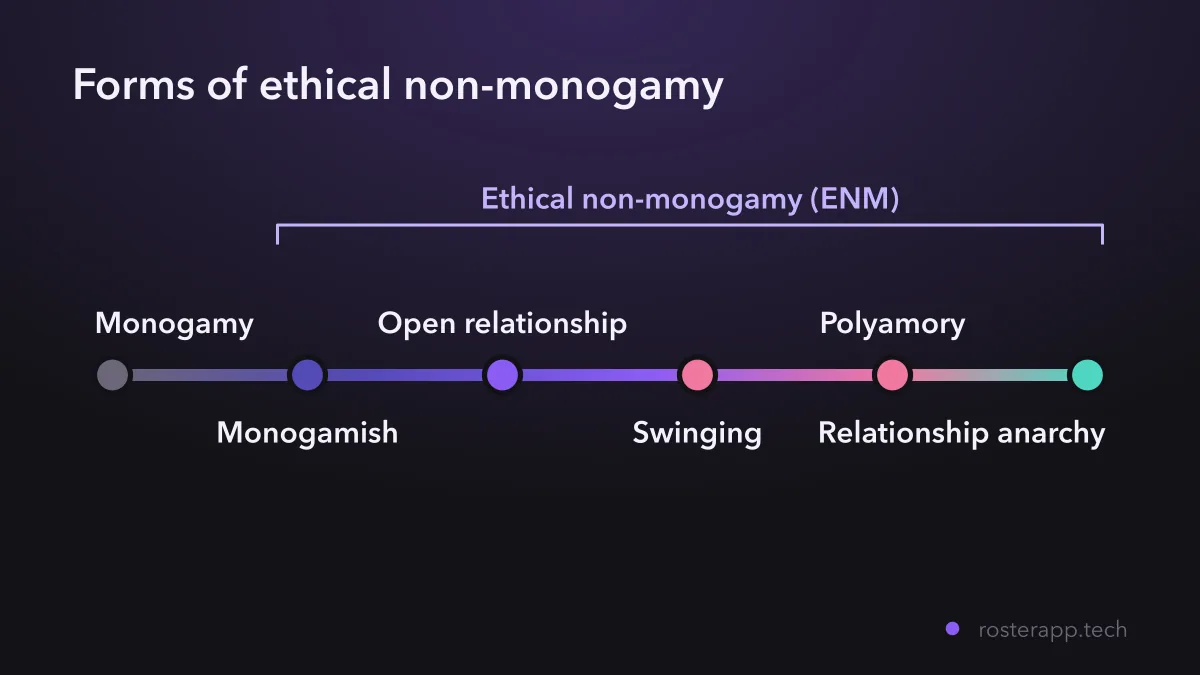 Forms of ethical non-monogamy
Ethical non-monogamy (ENM)
Monogamy
Open relationship
Polyamory
Monogamish
Swinging
Relationship anarchy
rosterapp.tech